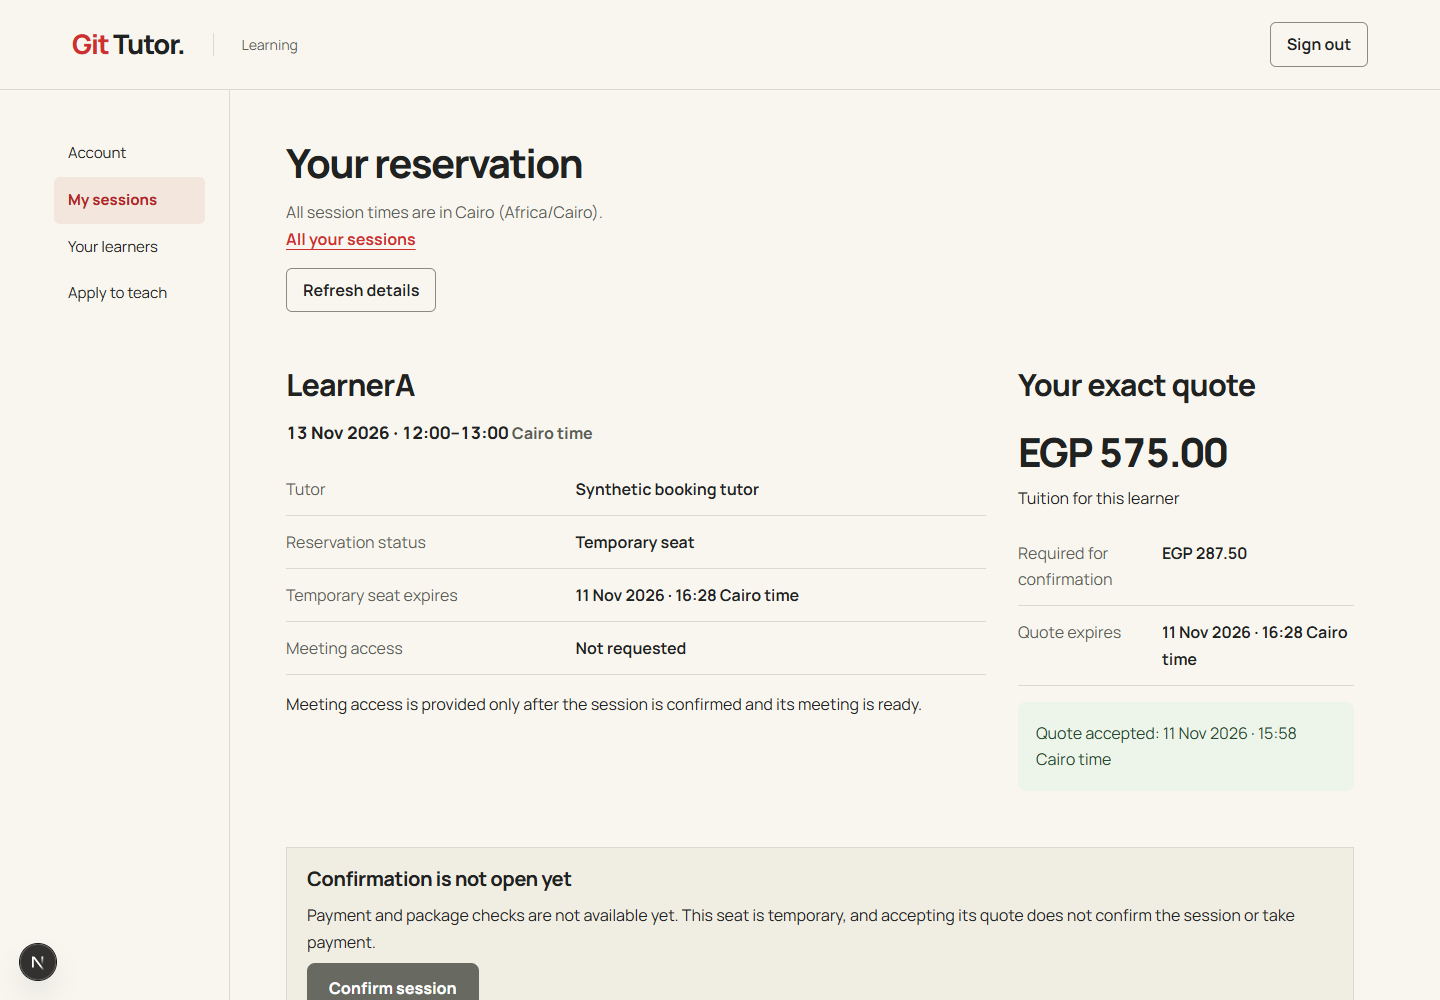 Git Tutor.
Learning
Sign out
Account
My sessions
Your learners
Apply to teach
Your reservation
All session times are in Cairo (Africa/Cairo).
All your sessions
Refresh details
LearnerA
13 Nov 2026 · 12:00–13:00 Cairo time
Tutor
Synthetic booking tutor
Reservation status
Temporary seat
Temporary seat expires
11 Nov 2026 · 16:28 Cairo time
Meeting access
Not requested
Meeting access is provided only after the session is confirmed and its meeting is ready.
Your exact quote
EGP 575.00
Tuition for this learner
Required for
confirmation
EGP 287.50
Quote expires
11 Nov 2026 · 16:28 Cairo
time
Quote accepted: 11 Nov 2026 · 15:58
Cairo time
Confirmation is not open yet
Payment and package checks are not available yet. This seat is temporary, and accepting its quote does not confirm the session or take
payment.
Confirm session
N